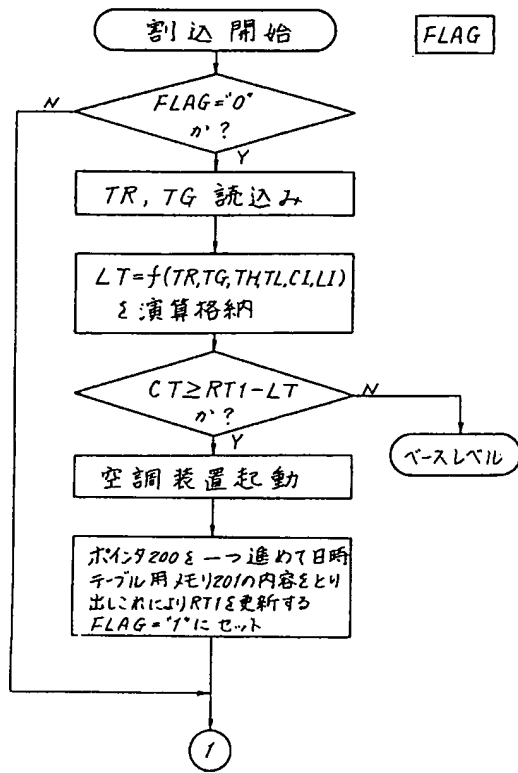 割込開始
FLAG
FLAG="0"
か?
N
Y
TR, TG 読込み
LT=f(TR,TG,TH,TL,CI,LI)
を演算格納
CT≥RT1-LT
か?
N
Y
ベースレベル
空調装置起動
ポインタ200を一つ進めて日時
テーブル用メモリ201の内容をとり
出しこれによりRT1を更新する
FLAG="1"にセット
1